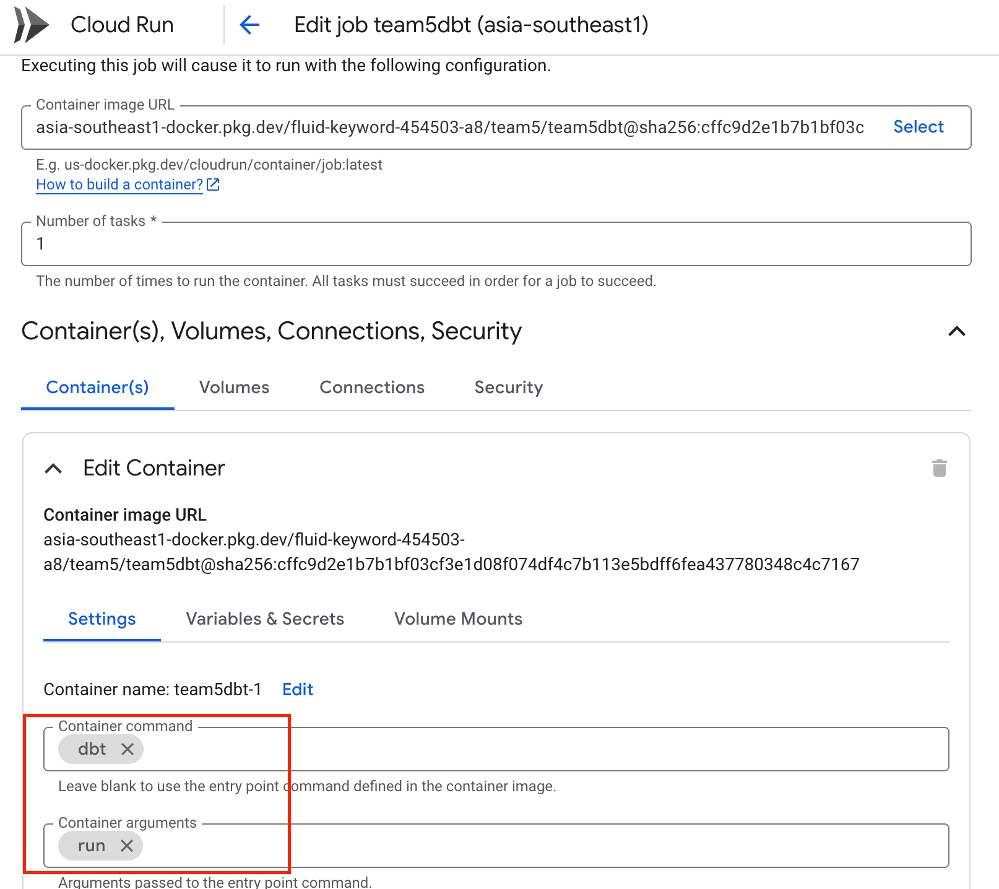 Cloud Run
Edit job team5dbt (asia-southeast1)
Executing this job will cause it to run with the following configuration.
Container image URL
asia-southeast1-docker.pkg.dev/fluid-keyword-454503-a8/team5/team5dbt@sha256:cffc9d2e1b7b1bf03c
Select
E.g. us-docker.pkg.dev/cloudrun/container/job:latest
How to build a container?
Number of tasks *
1
The number of times to run the container. All tasks must succeed in order for a job to succeed.
Container(s), Volumes, Connections, Security
Container(s)
Volumes
Connections
Security
Edit Container
Container image URL
asia-southeast1-docker.pkg.dev/fluid-keyword-454503-
a8/team5/team5dbt@sha256:cffc9d2e1b7b1bf03cf3e1d08f074df4c7b113e5bdff6fea437780348c4c7167
Settings
Variables & Secrets
Volume Mounts
Container name: team5dbt-1
Edit
Container command
dbt
Leave blank to use the entry point command defined in the container image.
Container arguments
run
Arguments passed to the entry point command.